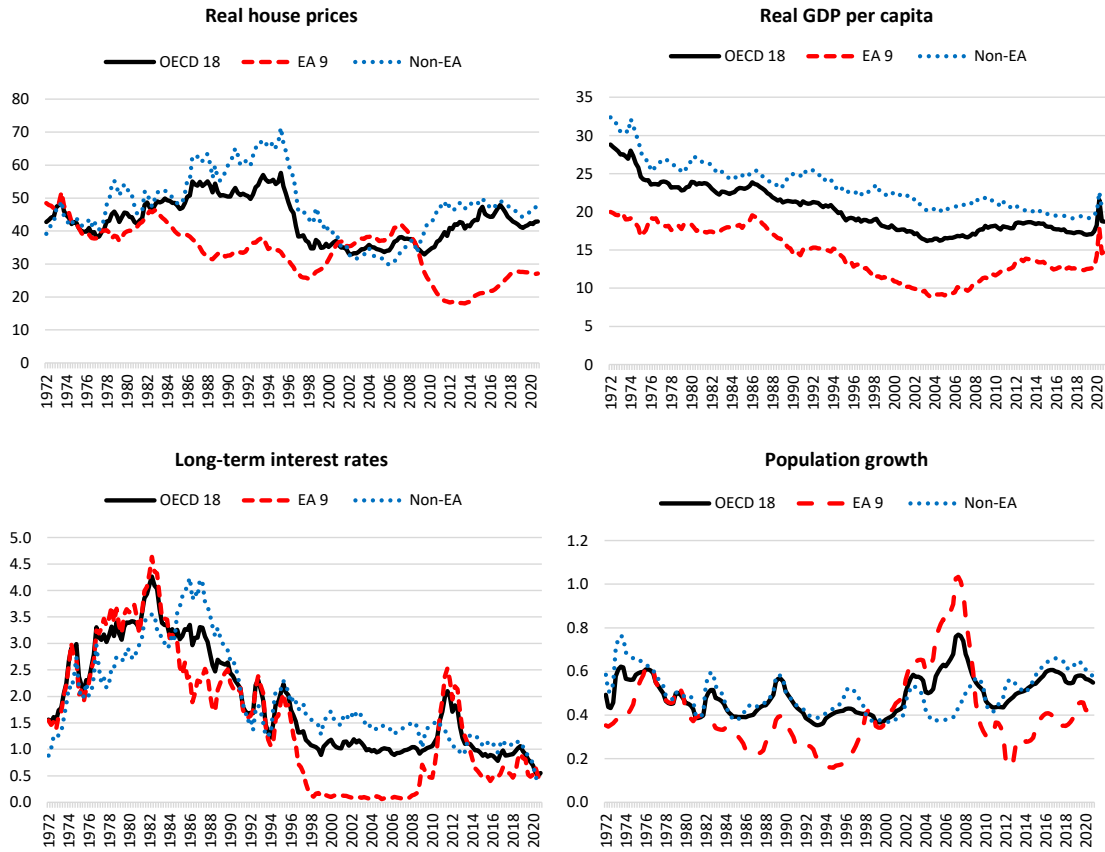 Real house prices
OECD 18 EA 9 Non-EA
80
70
60
50
40
30
20
10
0
1972 1974 1976 1978 1980 1982 1984 1986 1988 1990 1992 1994 1996 1998 2000 2002 2004 2006 2008 2010 2012 2014 2016 2018 2020
Real GDP per capita
OECD 18 EA 9 Non-EA
35
30
25
20
15
10
5
0
1972 1974 1976 1978 1980 1982 1984 1986 1988 1990 1992 1994 1996 1998 2000 2002 2004 2006 2008 2010 2012 2014 2016 2018 2020
Long-term interest rates
OECD 18 EA 9 Non-EA
5.0
4.5
4.0
3.5
3.0
2.5
2.0
1.5
1.0
0.5
0.0
1972 1974 1976 1978 1980 1982 1984 1986 1988 1990 1992 1994 1996 1998 2000 2002 2004 2006 2008 2010 2012 2014 2016 2018 2020
Population growth
OECD 18 EA 9 Non-EA
1.2
1.0
0.8
0.6
0.4
0.2
0.0
1972 1974 1976 1978 1980 1982 1984 1986 1988 1990 1992 1994 1996 1998 2000 2002 2004 2006 2008 2010 2012 2014 2016 2018 2020